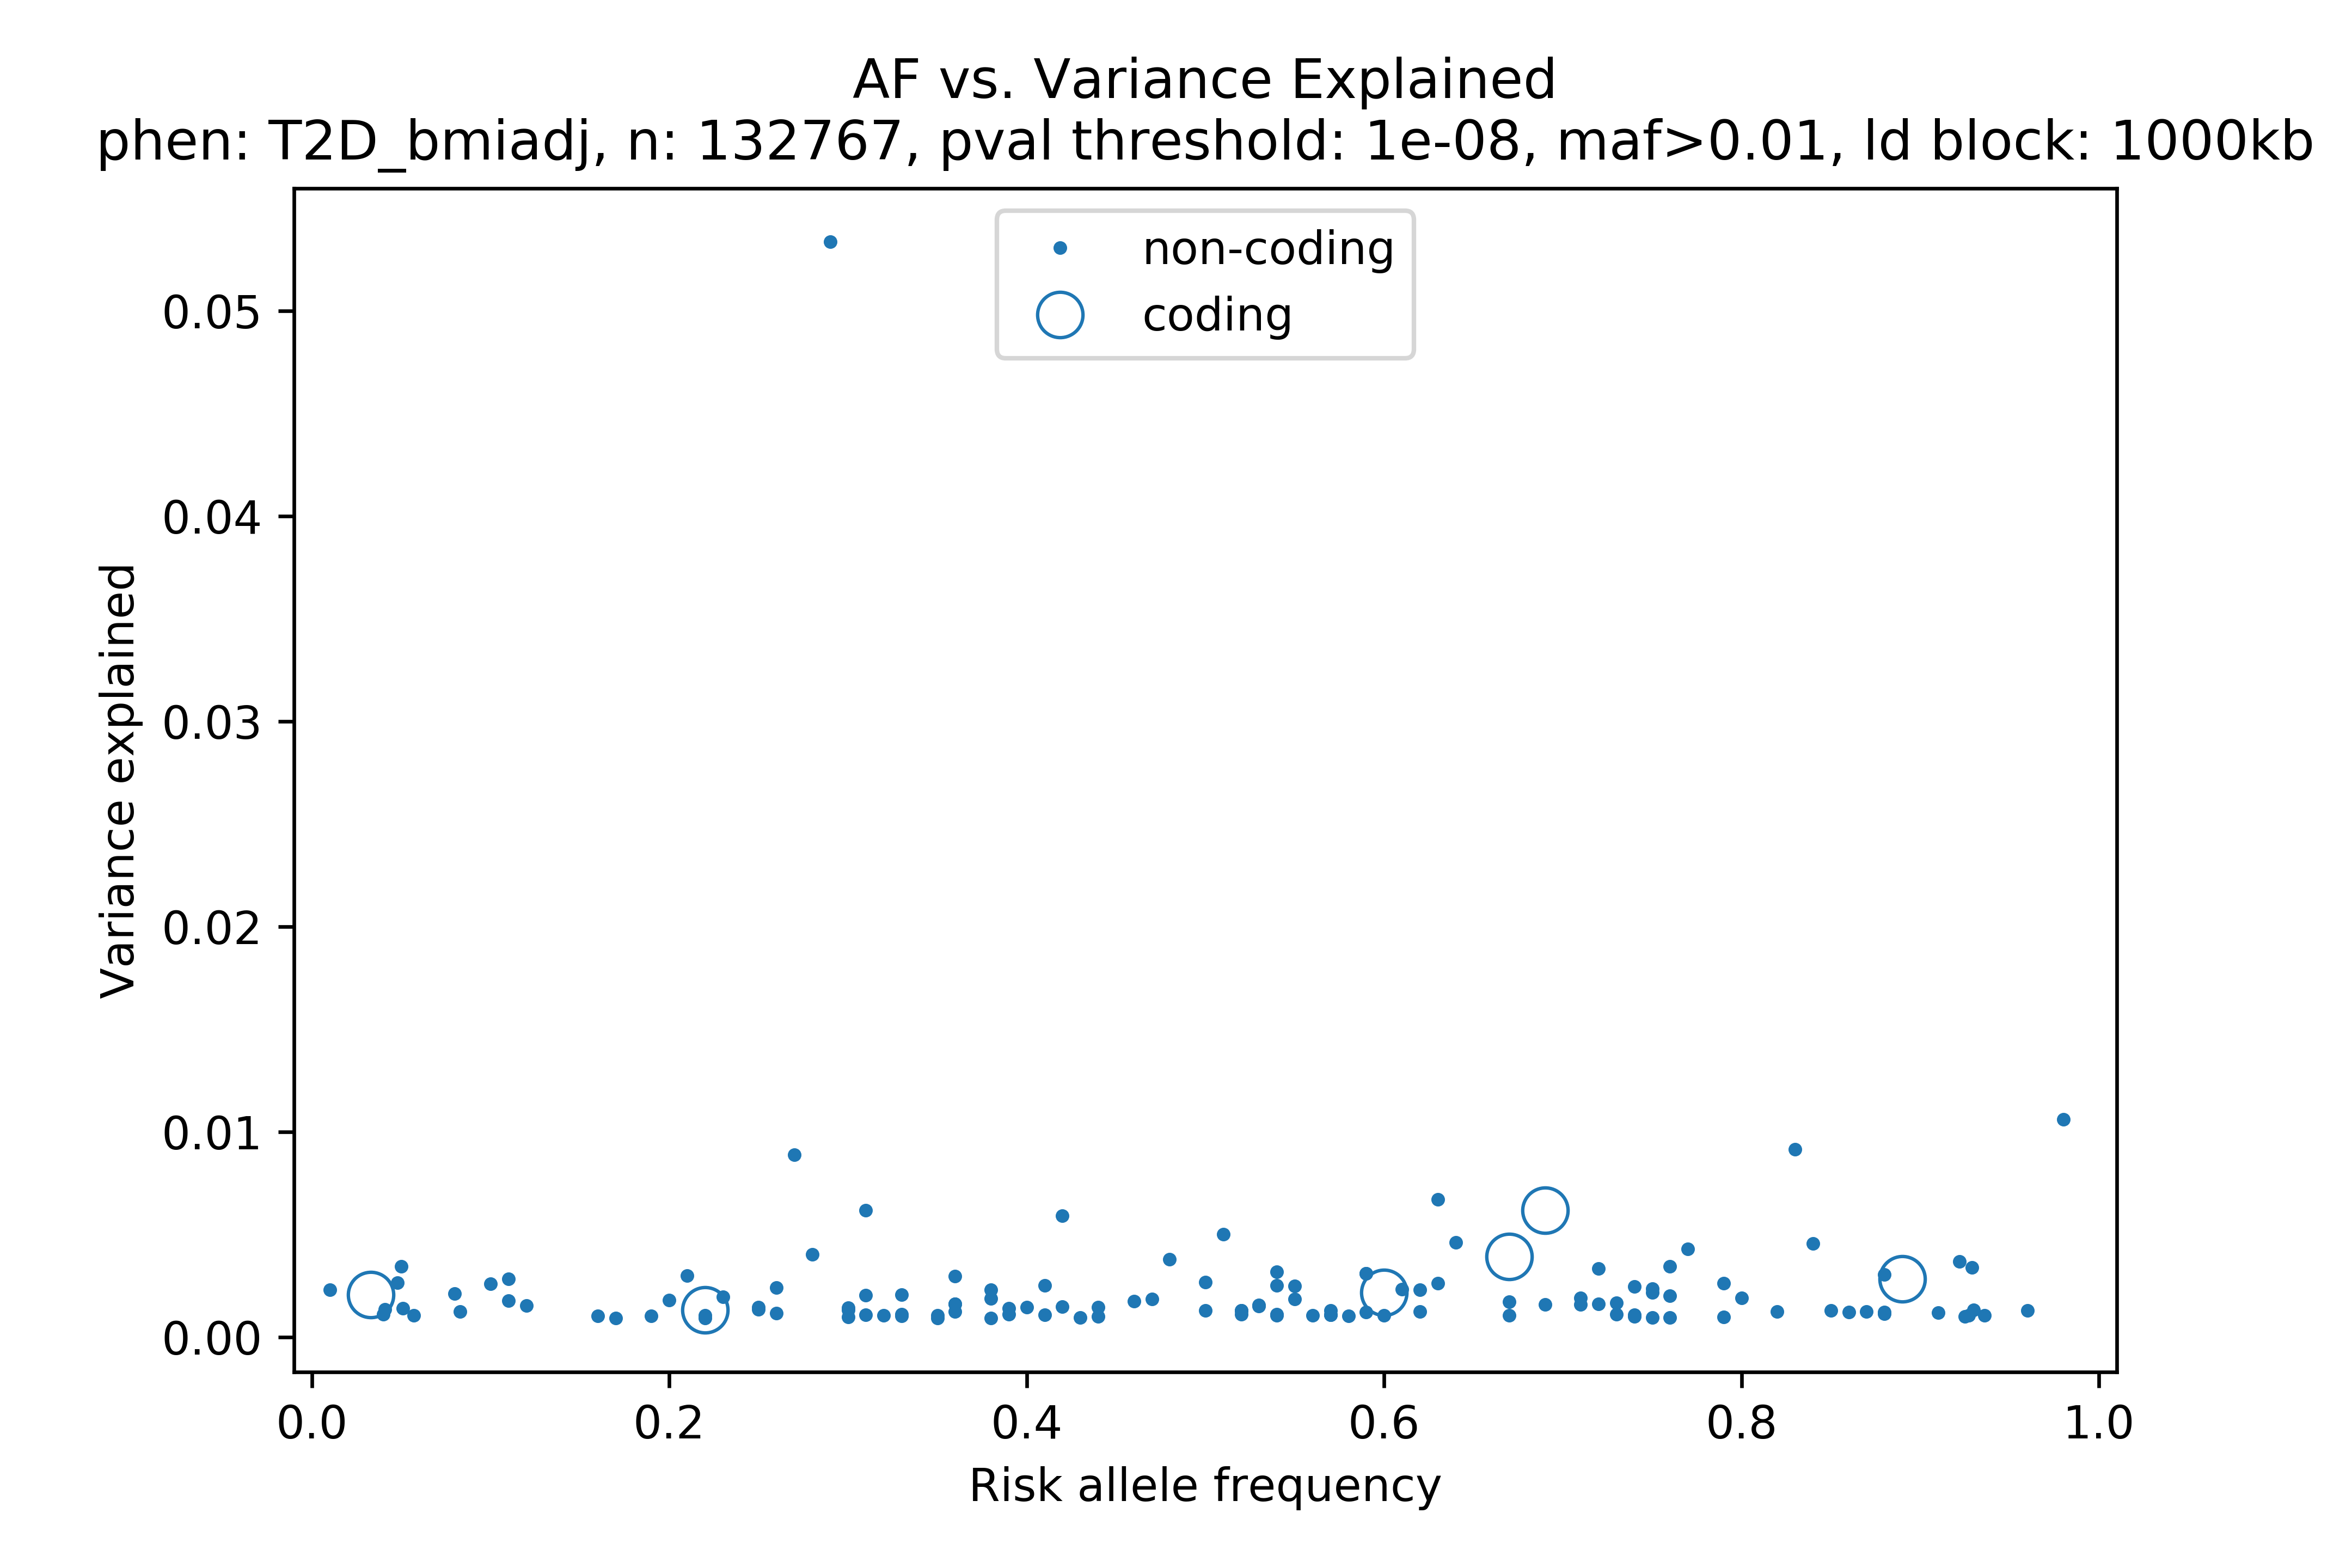 AF vs. Variance Explained
phen: T2D_bmiadj, n: 132767, pval threshold: 1e-08, maf>0.01, ld block: 1000kb
non-coding
coding
0.05
0.04
0.03
0.02
0.01
0.00
Variance explained
0.0 0.2 0.4 0.6 0.8 1.0
Risk allele frequency